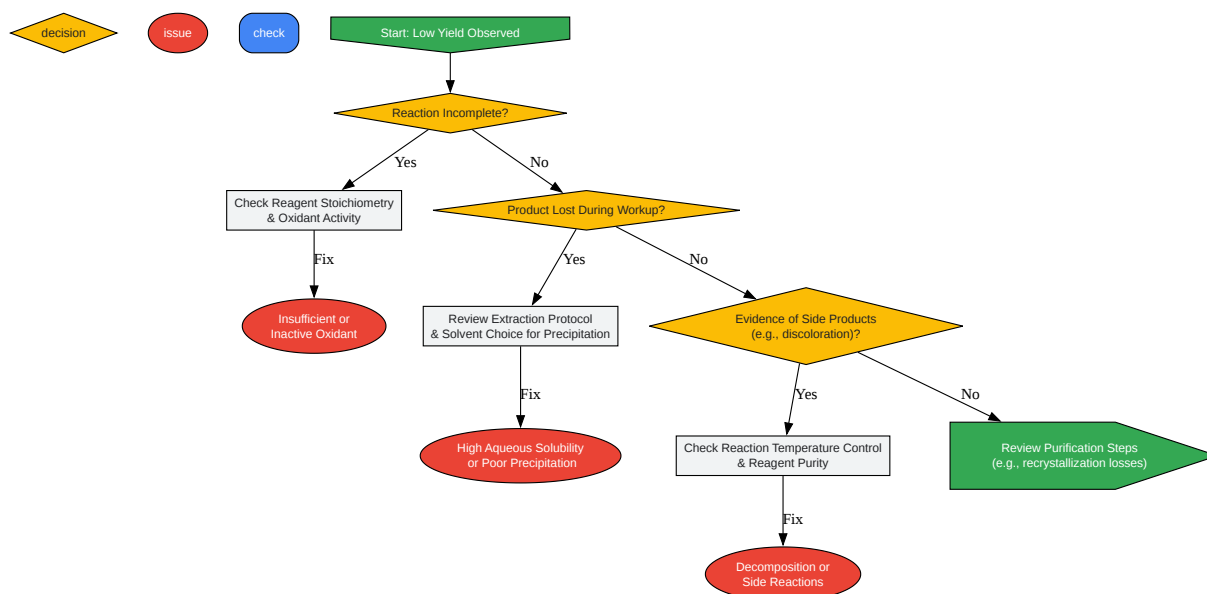 decision
issue
check
Start: Low Yield Observed
Reaction Incomplete?
Yes
No
Check Reagent Stoichiometry
& Oxidant Activity
Product Lost During Workup?
Fix
Yes
No
Insufficient or
Inactive Oxidant
Review Extraction Protocol
& Solvent Choice for Precipitation
Evidence of Side Products
(e.g., discoloration)?
Fix
Yes
No
High Aqueous Solubility
or Poor Precipitation
Check Reaction Temperature Control
& Reagent Purity
Review Purification Steps
(e.g., recrystallization losses)
Fix
Decomposition or
Side Reactions